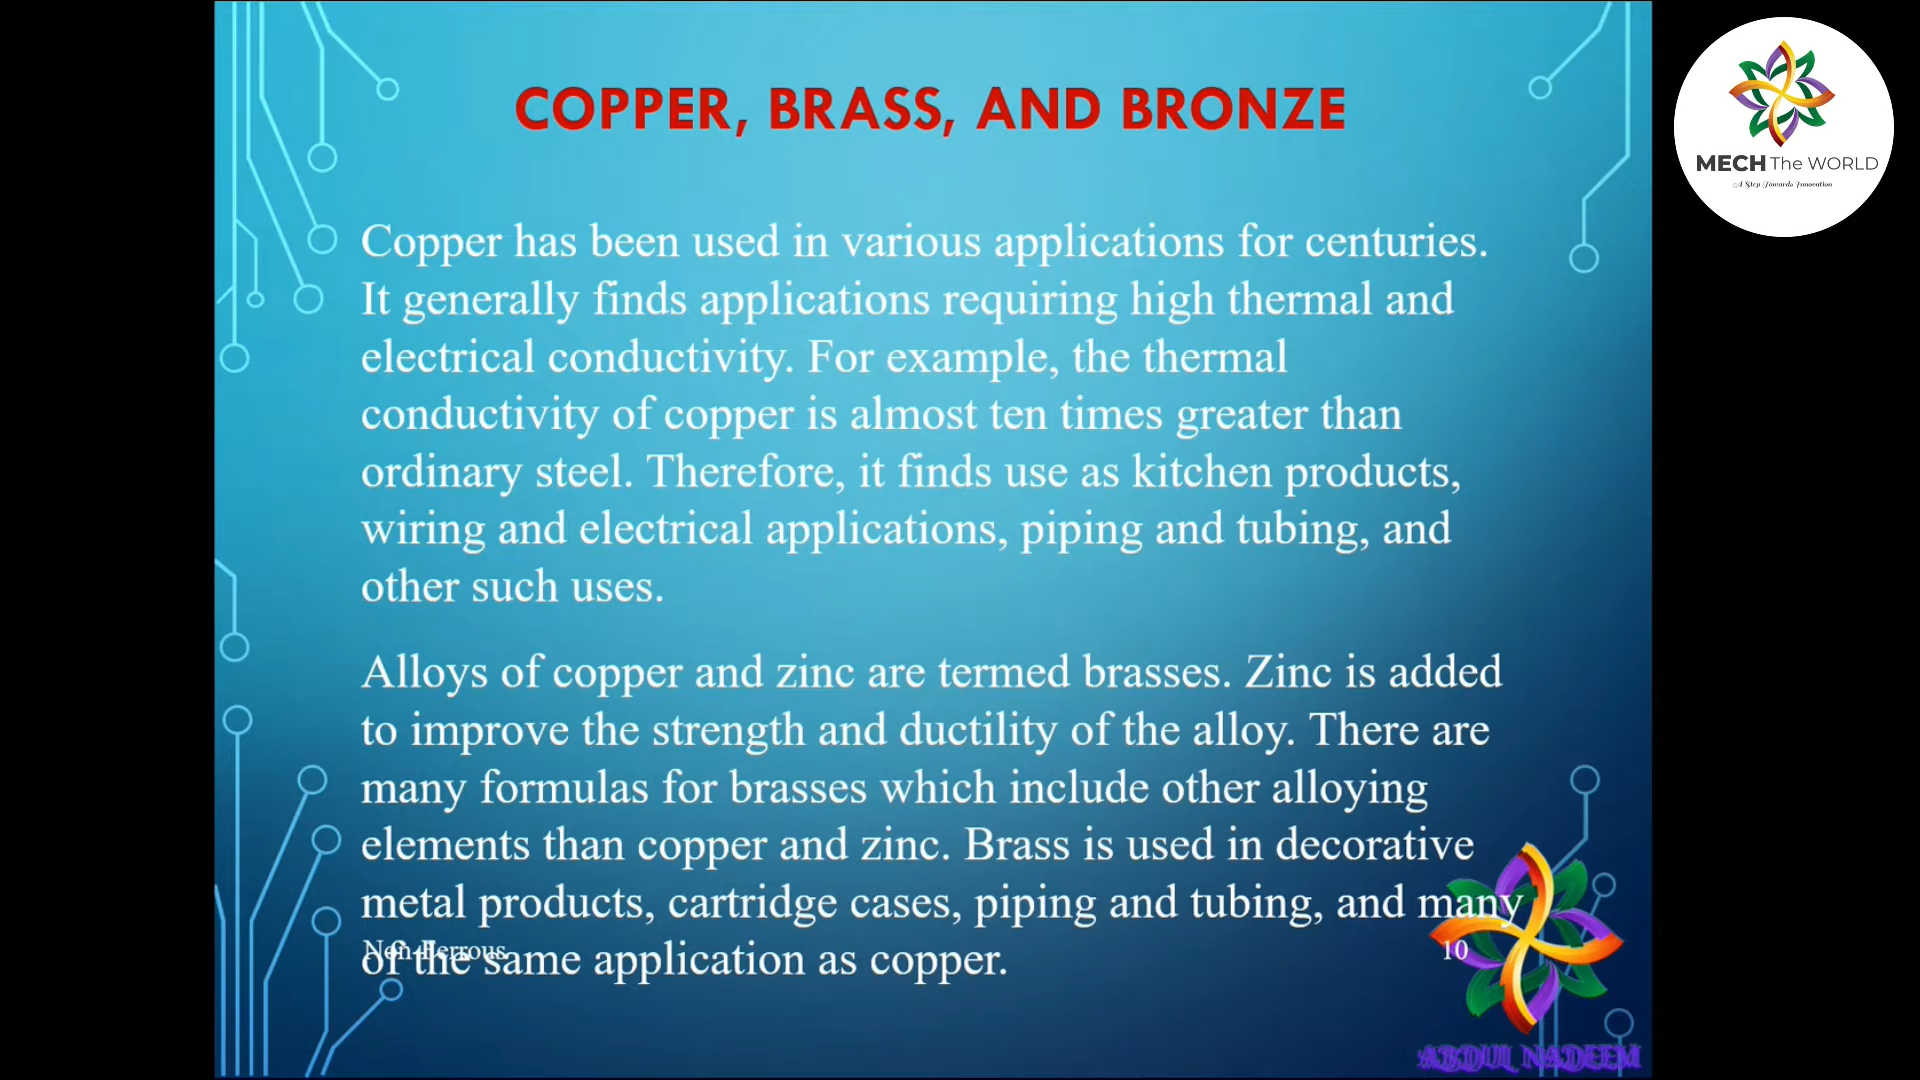 COPPER, BRASS, AND BRONZE
MECH The WORLD
A Step Towards Innovation
Copper has been used in various applications for centuries.
It generally finds applications requiring high thermal and
electrical conductivity. For example, the thermal
conductivity of copper is almost ten times greater than
ordinary steel. Therefore, it finds use as kitchen products,
wiring and electrical applications, piping and tubing, and
other such uses.
Alloys of copper and zinc are termed brasses. Zinc is added
to improve the strength and ductility of the alloy. There are
many formulas for brasses which include other alloying
elements than copper and zinc. Brass is used in decorative
metal products, cartridge cases, piping and tubing, and many
of the same application as copper.
Non-Ferrous
10
ABDUL NADEEM